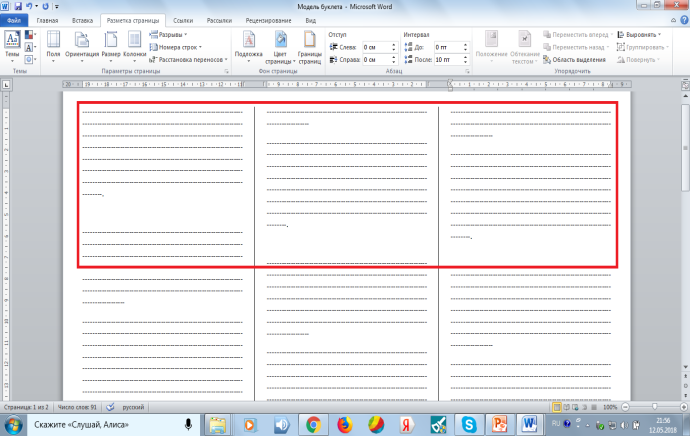 Модель буклета - Microsoft Word
Файл Главная Вставка Разметка страницы Ссылки Рассылки Рецензирование Вид
Темы
Поля Ориентация Размер Колонки
Разрывы
Номера строк
Расстановка переносов
Подложка Цвет страницы Границы страниц
Отступ
Слева: 0 см
Справа: 0 см
Интервал
До: 0 пт
После: 10 пт
Положение Обтекание текстом
Переместить вперед
Переместить назад
Область выделения
Выровнять
Группировать
Повернуть
Темы Параметры страницы Фон страницы Абзац Упорядочить
Страница: 1 из 2 Число слов: 91 русский 100%
Скажите «Слушай, Алиса» RU 21:56
12.05.2018